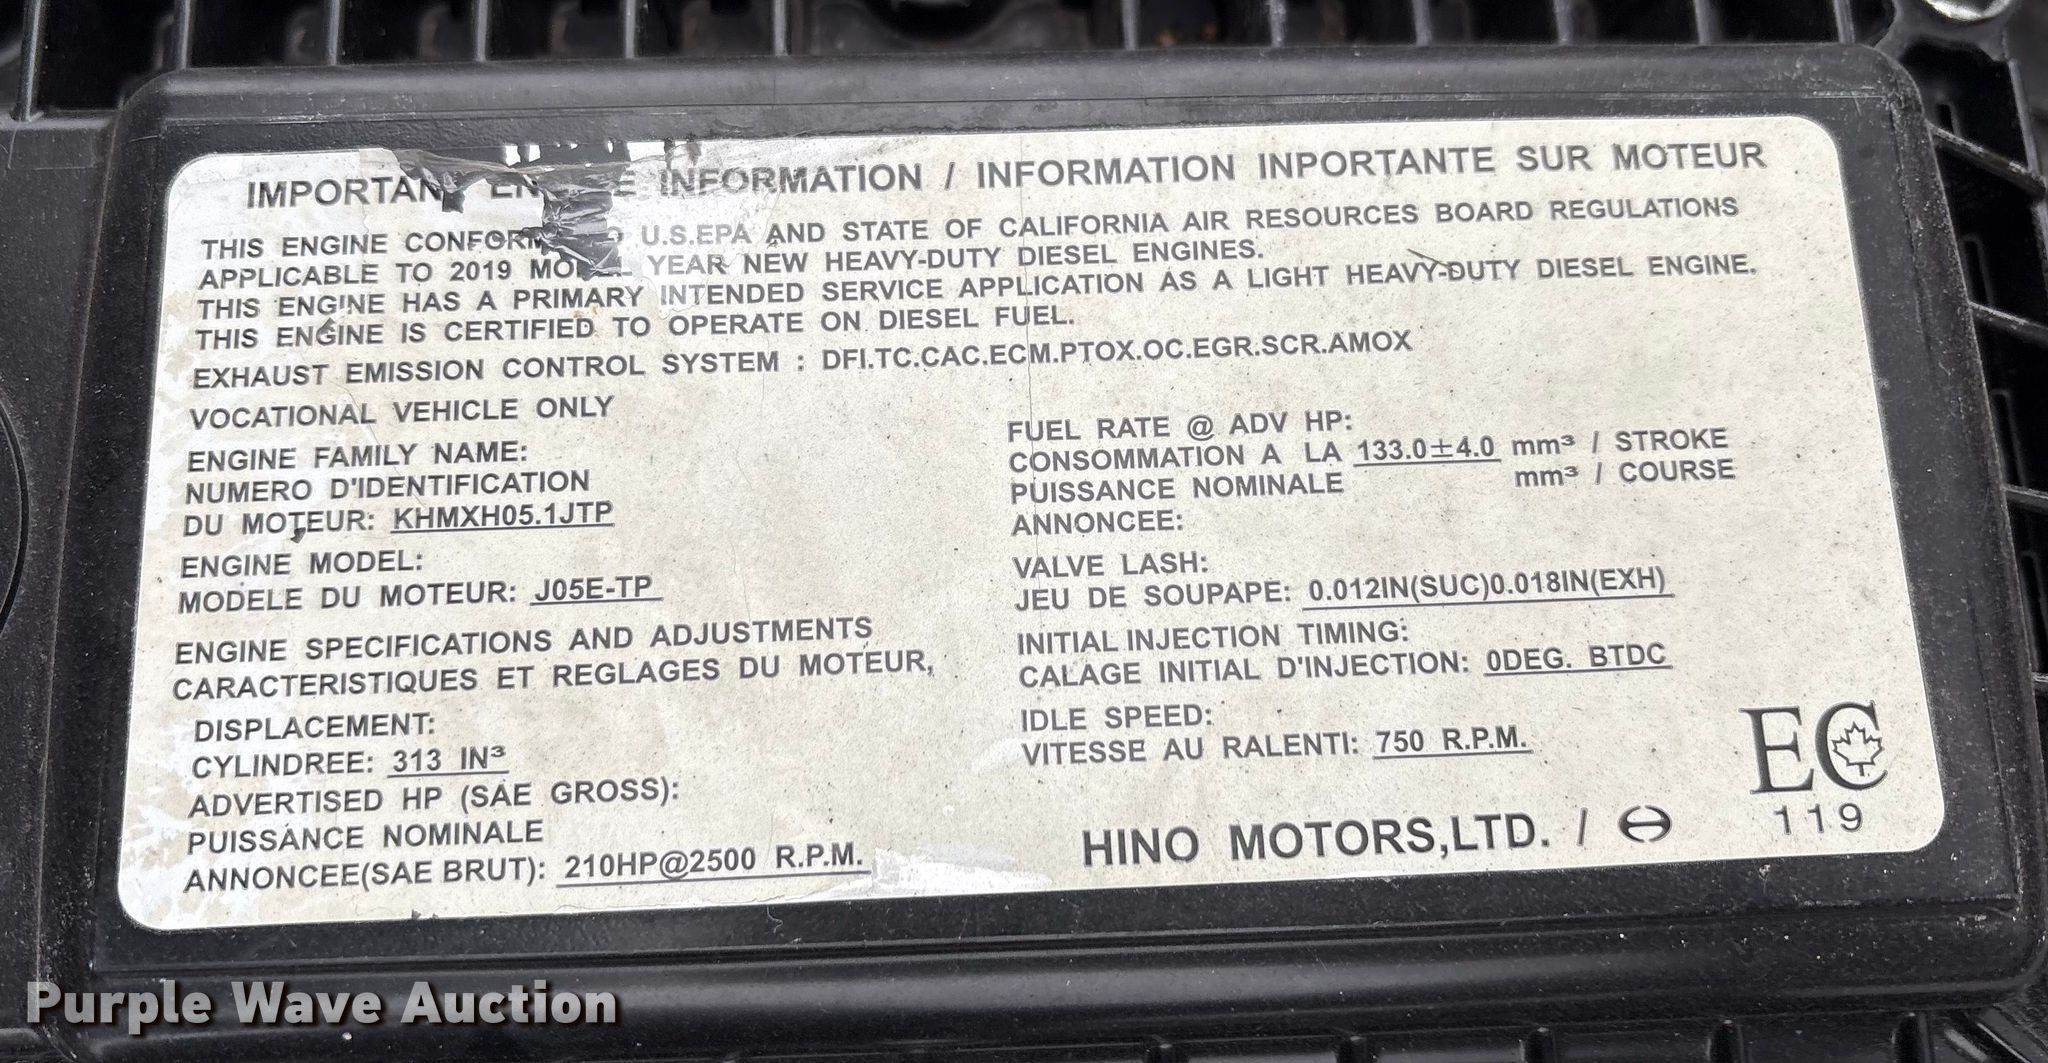 IMPORTANT INFORMATION / INFORMATION INPORTANTE SUR MOTEUR
THIS ENGINE U.S.EPA AND STATE OF CALIFORNIA AIR RESOURCES BOARD REGULATIONS
APPLICABLE TO 2019 YEAR NEW HEAVY-DUTY DIESEL ENGINES.
THIS ENGINE HAS A PRIMARY INTENDED SERVICE APPLICATION AS A LIGHT HEAVY-DUTY DIESEL ENGINE.
THIS ENGINE IS CERTIFIED TO OPERATE ON DIESEL FUEL.
EXHAUST EMISSION CONTROL SYSTEM : DFI.TC.CAC.ECM.PTOX.OC.EGR.SCR.AMOX
VOCATIONAL VEHICLE ONLY
ENGINE FAMILY NAME:
NUMERO D'IDENTIFICATION
DU MOTEUR: KHMXH05.1JTP
ENGINE MODEL:
MODELE DU MOTEUR: J05E-TP
ENGINE SPECIFICATIONS AND ADJUSTMENTS
CARACTERISTIQUES ET REGLAGES DU MOTEUR,
DISPLACEMENT:
CYLINDREE: 313 IN³
ADVERTISED HP (SAE GROSS):
PUISSANCE NOMINALE
ANNONCEE(SAE BRUT): 210HP@2500 R.P.M.
FUEL RATE @ ADV HP:
CONSOMMATION A LA 133.0±4.0 mm³ / STROKE
PUISSANCE NOMINALE mm³ / COURSE
ANNONCEE:
VALVE LASH:
JEU DE SOUPAPE: 0.012IN(SUC)0.018IN(EXH)
INITIAL INJECTION TIMING:
CALAGE INITIAL D'INJECTION: 0DEG. BTDC
IDLE SPEED:
VITESSE AU RALENTI: 750 R.P.M.
HINO MOTORS,LTD. /
EC
119
Purple Wave Auction